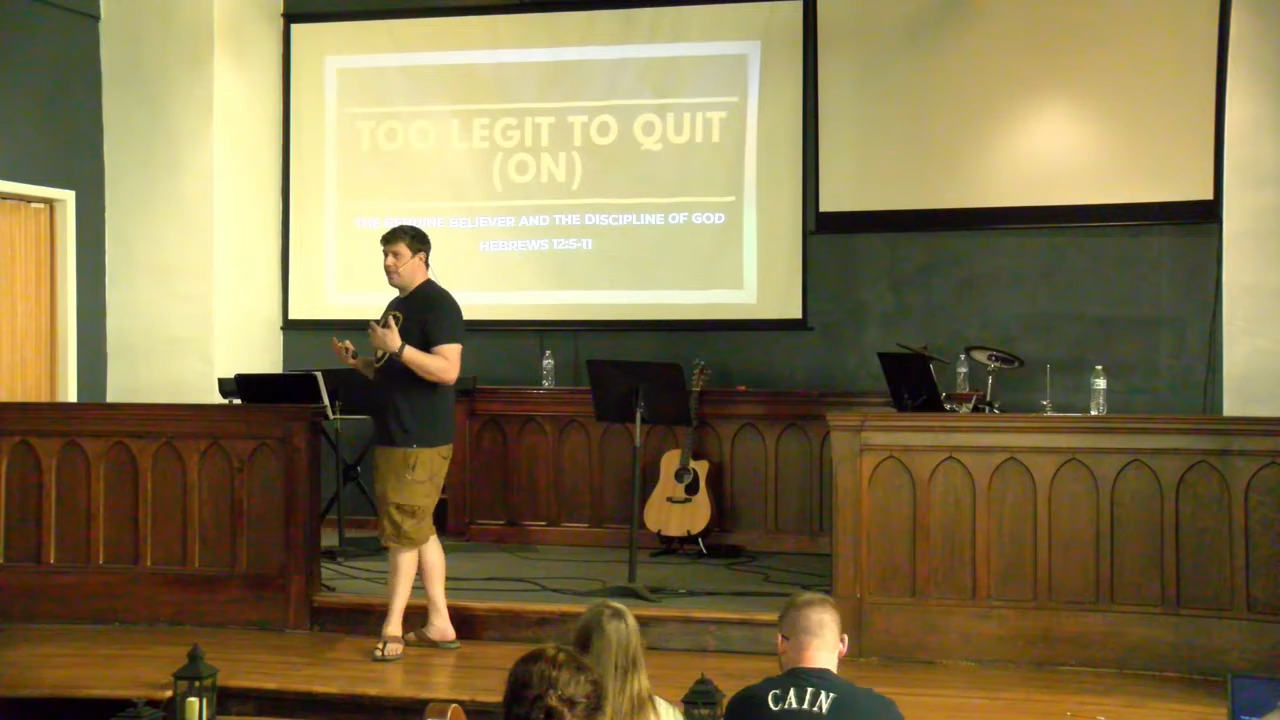 TOO LEGIT TO QUIT
(ON)
THE GENUINE BELIEVER AND THE DISCIPLINE OF GOD
HEBREWS 12:5-11
CAIN